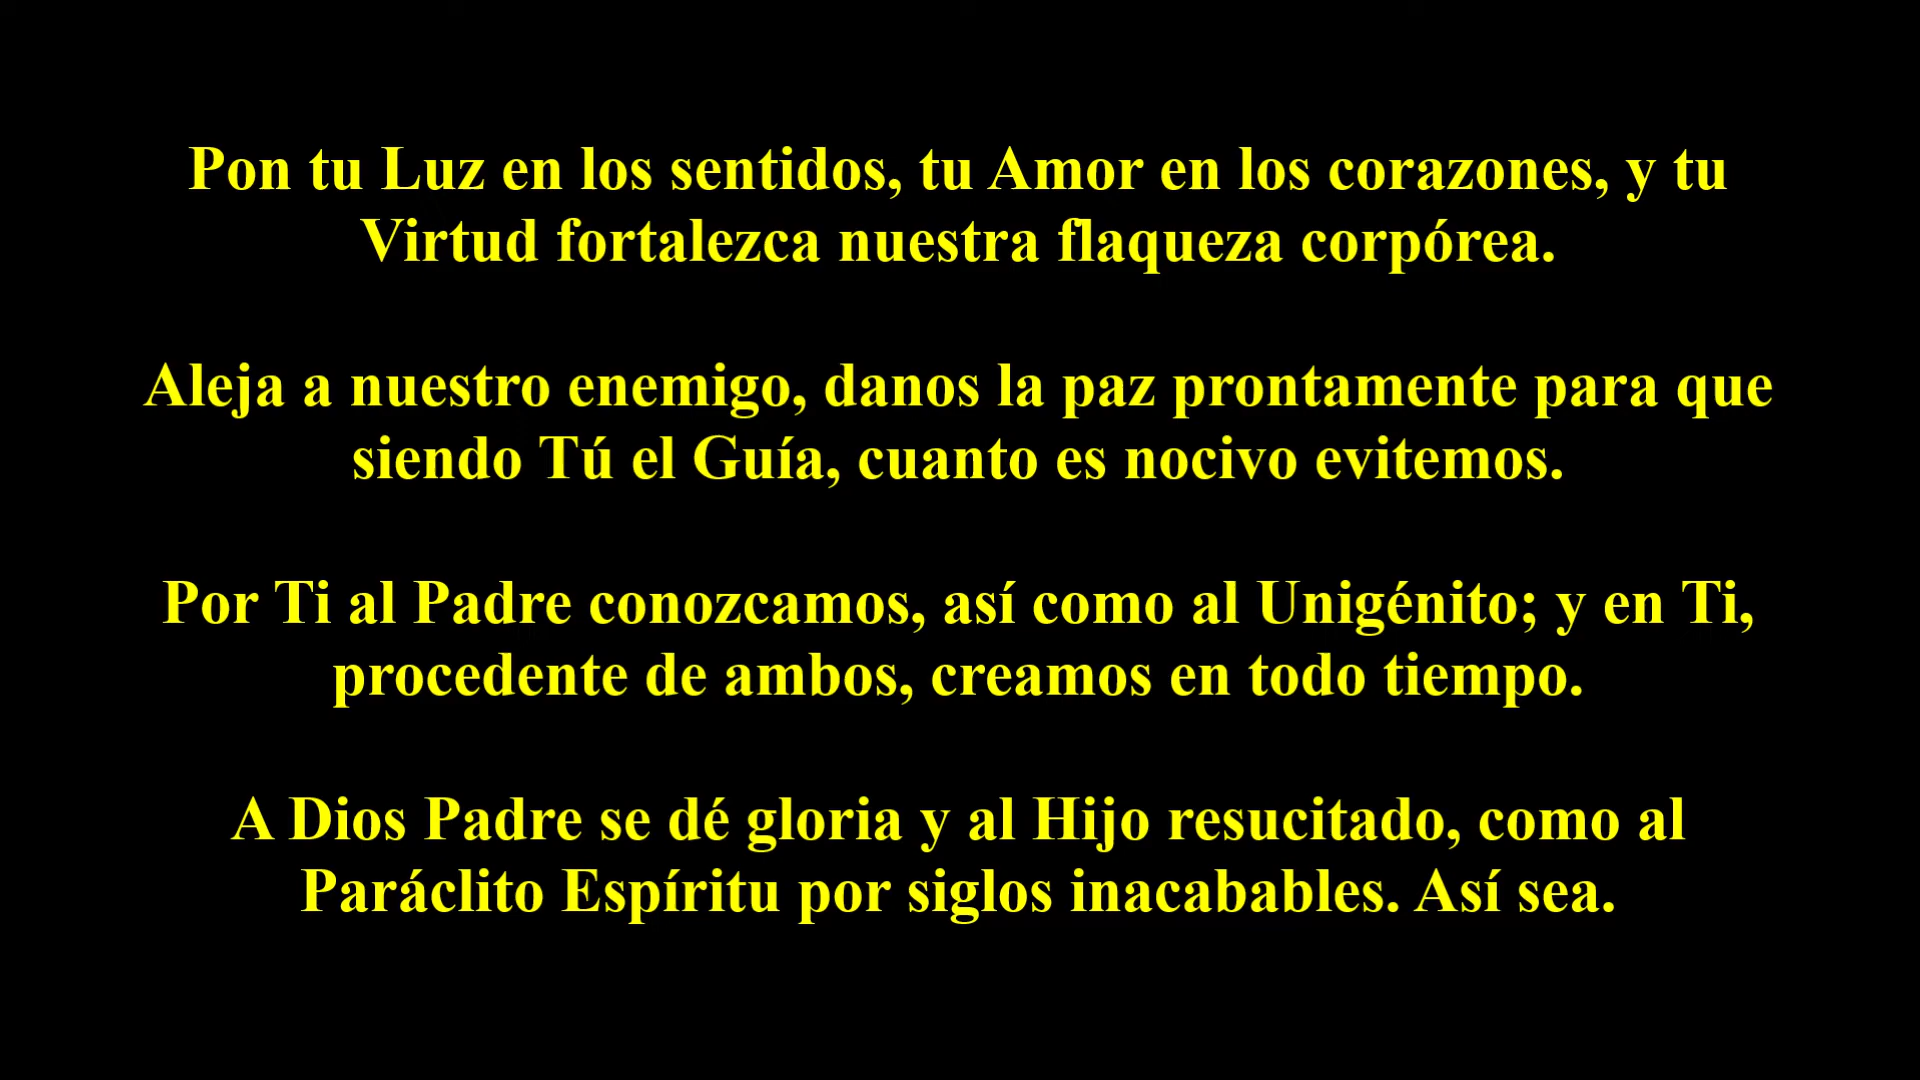 Pon tu Luz en los sentidos, tu Amor en los corazones, y tu
Virtud fortalezca nuestra flaqueza corpórea.
Aleja a nuestro enemigo, danos la paz prontamente para que
siendo Tú el Guía, cuanto es nocivo evitemos.
Por Ti al Padre conozcamos, así como al Unigénito; y en Ti,
procedente de ambos, creamos en todo tiempo.
A Dios Padre se dé gloria y al Hijo resucitado, como al
Paráclito Espíritu por siglos inacabables. Así sea.